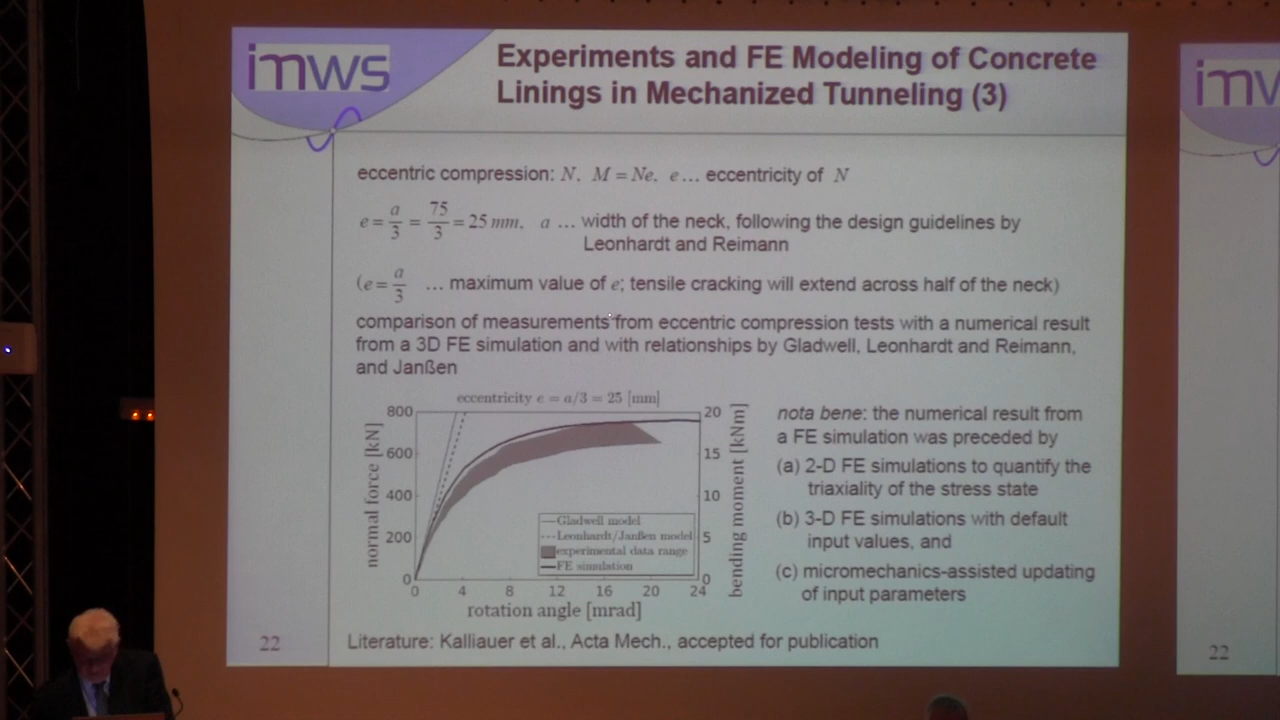 imws
Experiments and FE Modeling of Concrete
Linings in Mechanized Tunneling (3)
eccentric compression: N, M = Ne, e ... eccentricity of N
e = a/3 = 75/3 = 25 mm, a ... width of the neck, following the design guidelines by
Leonhardt and Reimann
(e = a/3 ... maximum value of e; tensile cracking will extend across half of the neck)
comparison of measurements from eccentric compression tests with a numerical result
from a 3D FE simulation and with relationships by Gladwell, Leonhardt and Reimann,
and Janßen
eccentricity e = a/3 = 25 [mm]
normal force [kN]
800
600
400
200
0
20
15
10
5
0
bending moment [kNm]
Gladwell model
Leonhardt/Janßen model
experimental data range
FE simulation
0 4 8 12 16 20 24
rotation angle [mrad]
nota bene: the numerical result from
a FE simulation was preceded by
(a) 2-D FE simulations to quantify the
triaxiality of the stress state
(b) 3-D FE simulations with default
input values, and
(c) micromechanics-assisted updating
of input parameters
22
Literature: Kalliauer et al., Acta Mech., accepted for publication
imw
22